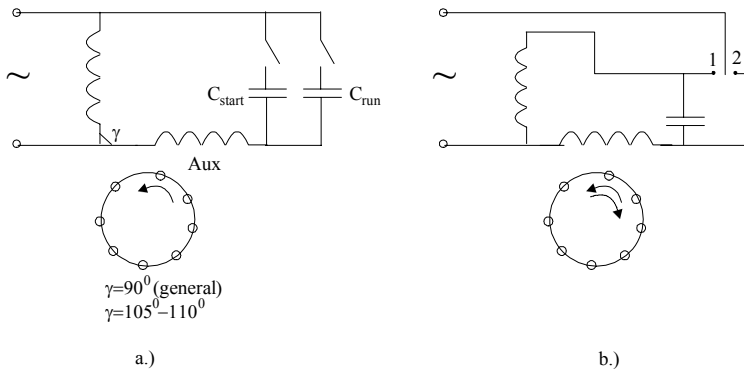 ~
C_start
C_run
γ
Aux
γ=90⁰ (general)
γ=105⁰–110⁰
a.)
~
1
2
b.)